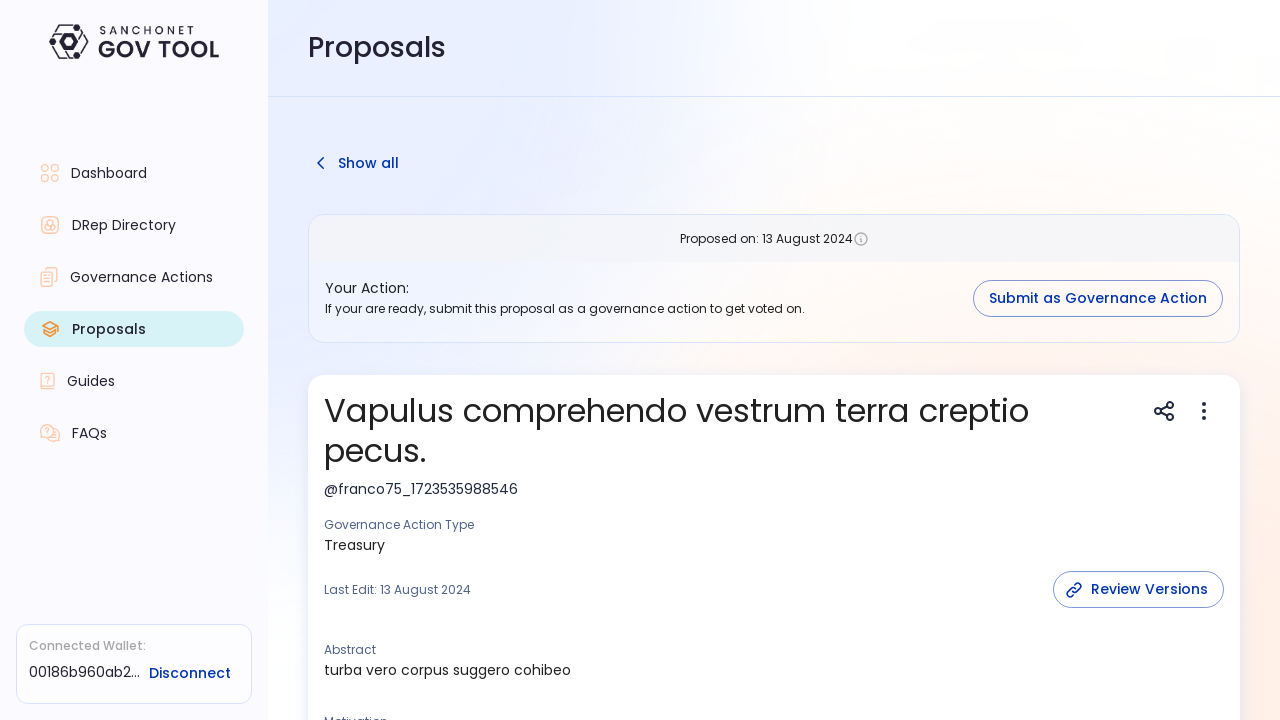 SANCHONET
GOV TOOL
Proposals
Dashboard
DRep Directory
Governance Actions
Proposals
Guides
FAQs
Connected Wallet:
00186b960ab2...
Disconnect
Show all
Proposed on: 13 August 2024
Your Action:
If your are ready, submit this proposal as a governance action to get voted on.
Submit as Governance Action
Vapulus comprehendo vestrum terra creptio
pecus.
@franco75_1723535988546
Governance Action Type
Treasury
Last Edit: 13 August 2024
Review Versions
Abstract
turba vero corpus suggero cohibeo
Motivation